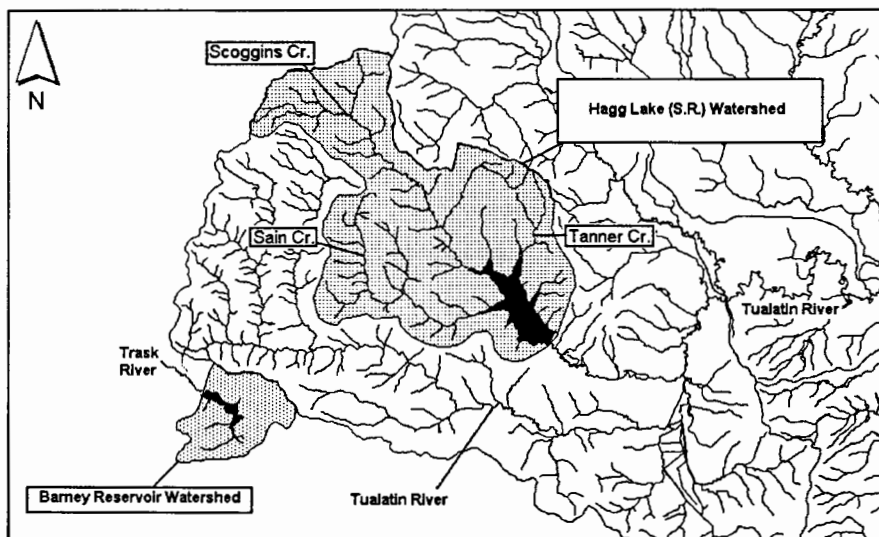 Scoggins Cr.
N
Hagg Lake (S.R.) Watershed
Sain Cr.
Tanner Cr.
Tualatin River
Trask
River
Barney Reservoir Watershed
Tualatin River